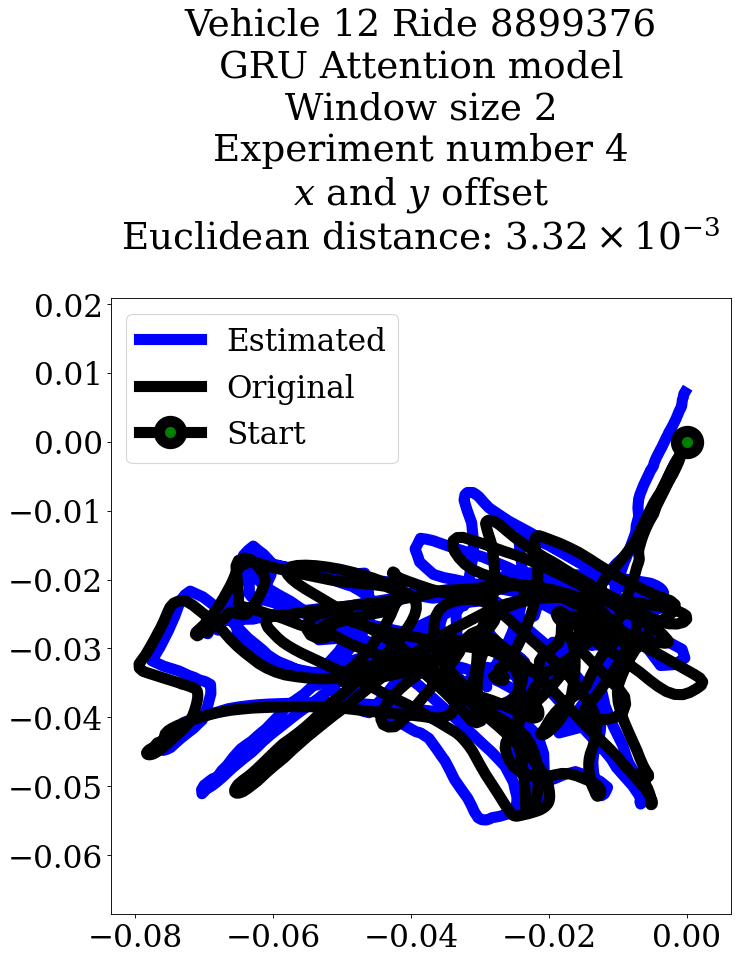 Vehicle 12 Ride 8899376
GRU Attention model
Window size 2
Experiment number 4
x and y offset
Euclidean distance: 3.32 × 10⁻³
0.02
0.01
0.00
−0.01
−0.02
−0.03
−0.04
−0.05
−0.06
Estimated
Original
Start
−0.08 −0.06 −0.04 −0.02 0.00